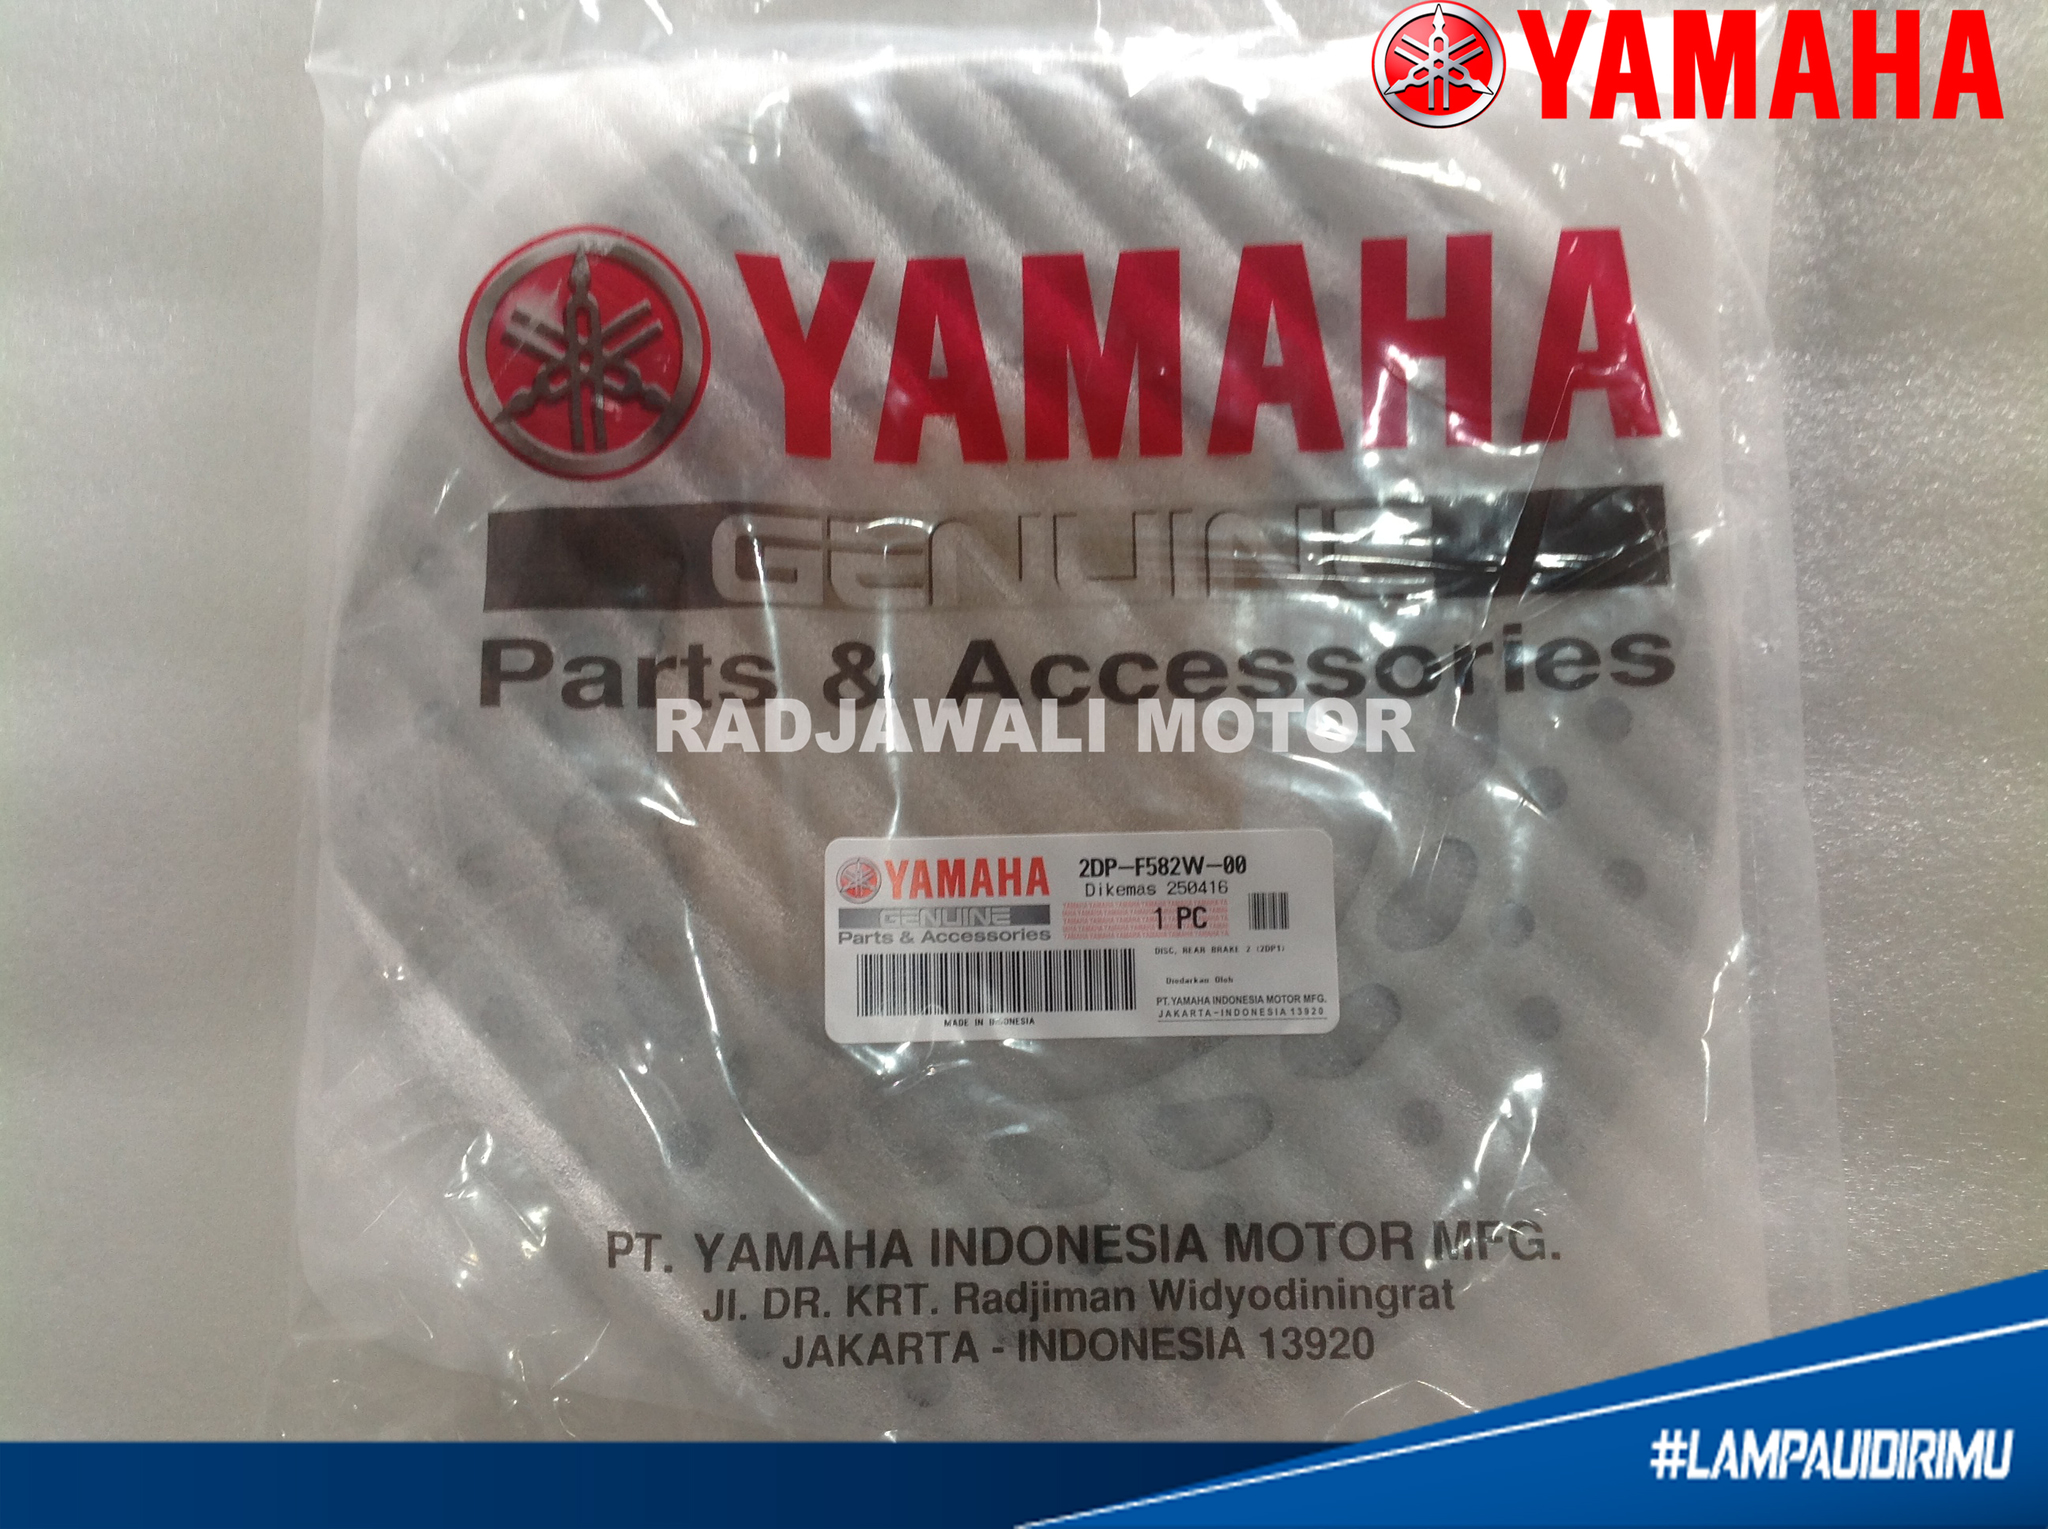 YAMAHA
YAMAHA
GENUINE
Parts & Accessories
RADJAWALI MOTOR
YAMAHA
GENUINE
Parts & Accessories
MADE IN INDONESIA
2DP-F582W-00
Dikemas 250416
1 PC
DISC, REAR BRAKE 2 (2DP1)
Diedarkan Oleh
PT. YAMAHA INDONESIA MOTOR MFG.
JAKARTA-INDONESIA 13920
PT. YAMAHA INDONESIA MOTOR MFG.
Jl. DR. KRT. Radjiman Widyodiningrat
JAKARTA - INDONESIA 13920
#LAMPAUIDIRIMU